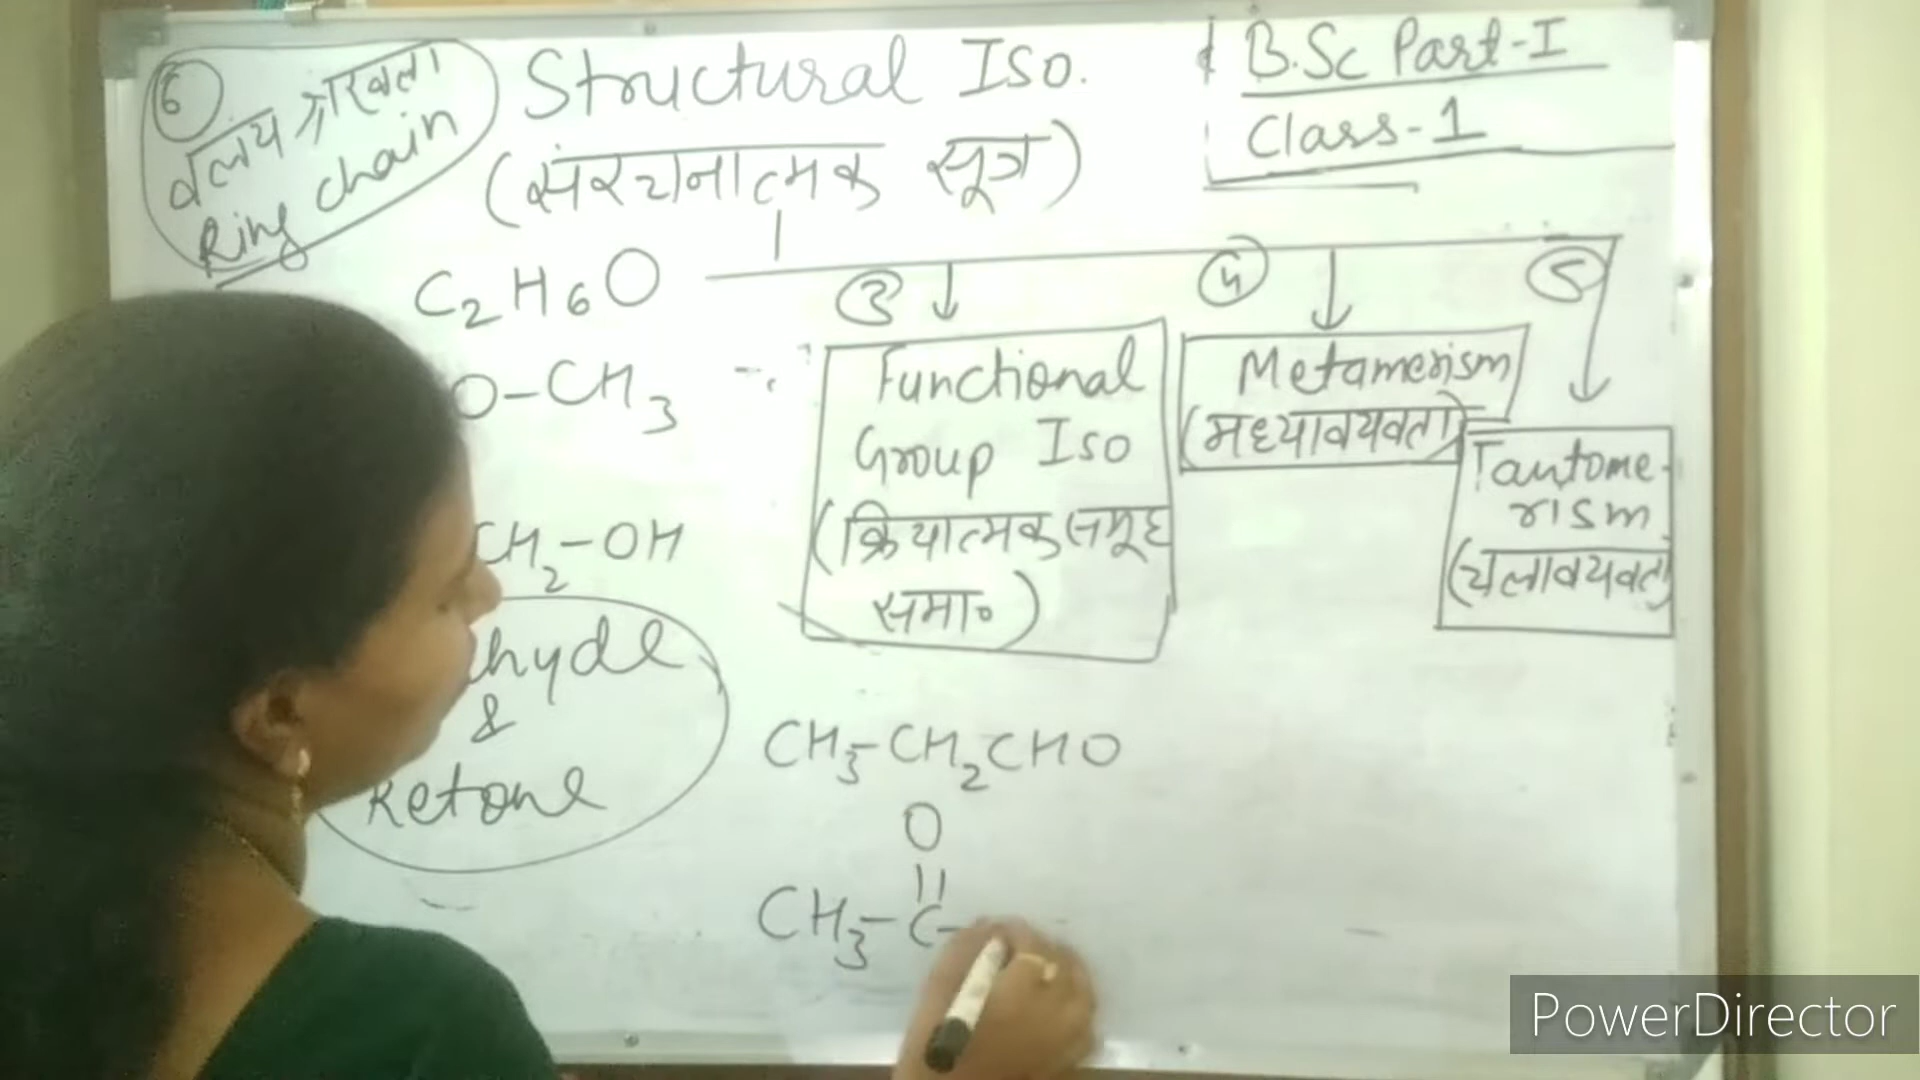 6
वलय श्रृंखला
Ring chain
Structural Iso.
(संरचनात्मक सूत्र)
B.Sc Part-I
Class-1
C2H6O
O-CH3
CH2-OH
hyde
&
Ketone
3
Functional
Group Iso
(क्रियात्मक समूह
समा०)
4
Metamerism
(मध्यावयवता)
5
Tautome-
rism
(चलावयवता)
CH3-CH2CHO
O
||
CH3-C-
PowerDirector